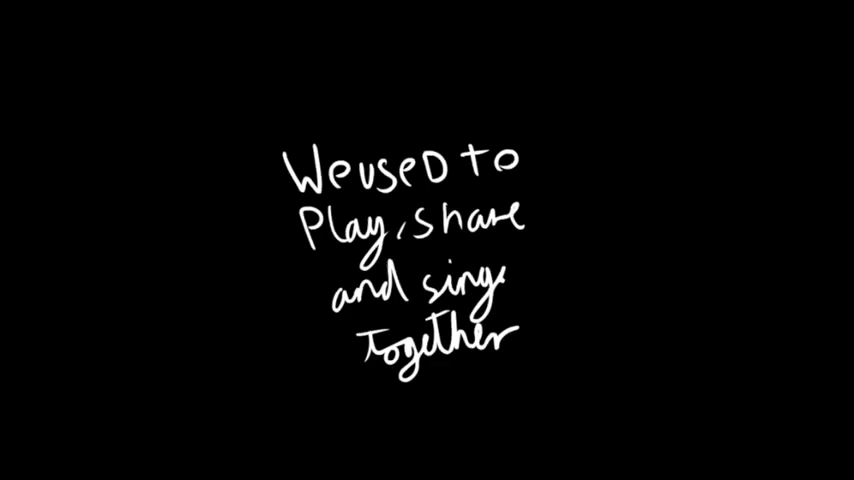 We used to
Play, share
and sing
together